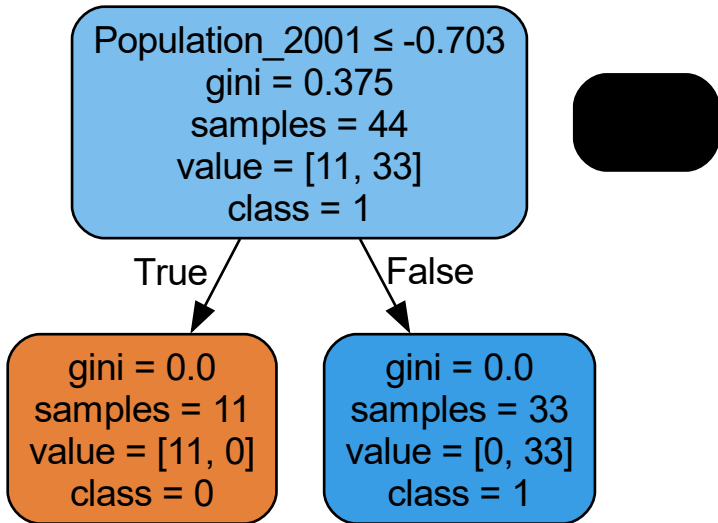 Population_2001 ≤ -0.703
gini = 0.375
samples = 44
value = [11, 33]
class = 1
True
False
gini = 0.0
samples = 11
value = [11, 0]
class = 0
gini = 0.0
samples = 33
value = [0, 33]
class = 1